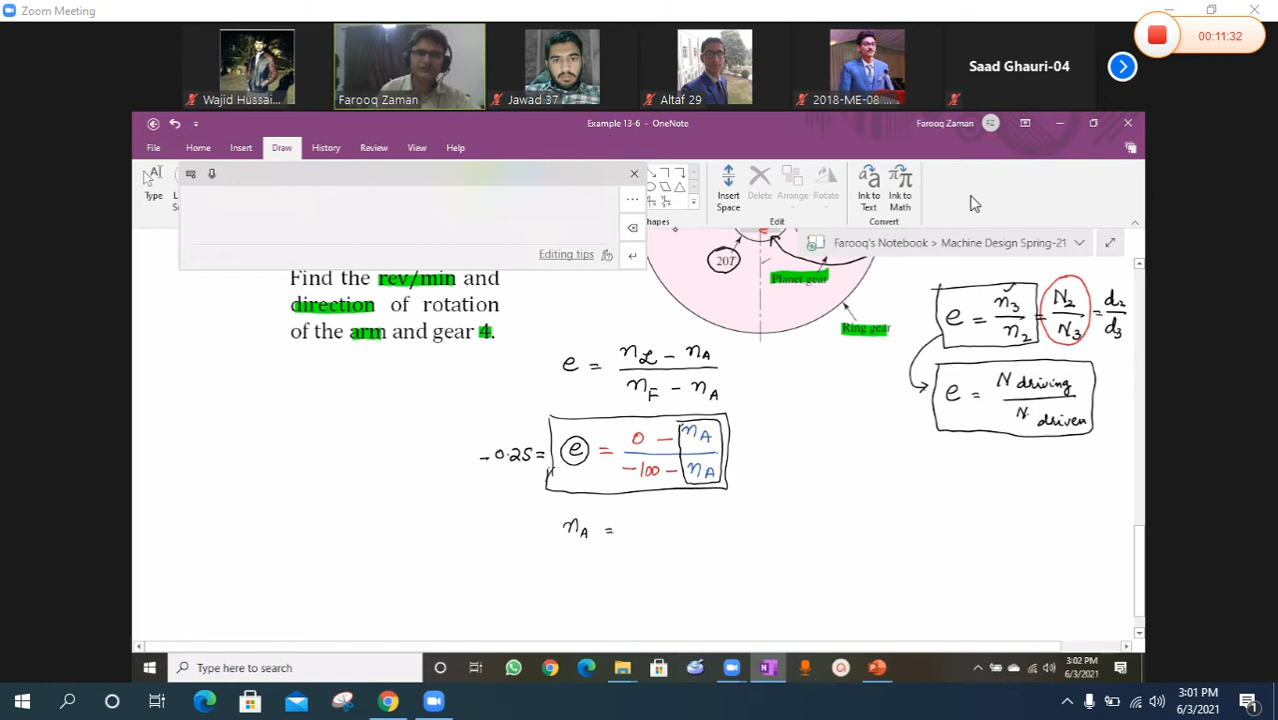 Zoom Meeting
00:11:32
Wajid Hussai...
Farooq Zaman
Jawad 37
Altaf 29
2018-ME-08
Saad Ghauri-04
Example 13-6 - OneNote
Farooq Zaman
FZ
File Home Insert Draw History Review View Help
Type
Shapes
Insert Space
Delete
Arrange
Rotate
Edit
Ink to Text
Ink to Math
Convert
Editing tips
Farooq's Notebook > Machine Design Spring-21
20T
Planet gear
Ring gear
Find the rev/min and
direction of rotation
of the arm and gear 4.
e = n3/n2 = N2/N3 = d2/d3
e = N driving / N driven
e = nL - nA / nF - nA
-0.25 = e = 0 - nA / -100 - nA
nA =
Type here to search
3:02 PM
6/3/2021
3:01 PM
6/3/2021
1